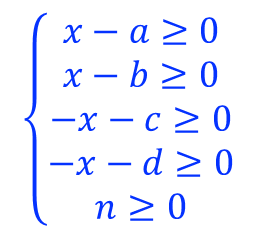 x − a ≥ 0
x − b ≥ 0
−x − c ≥ 0
−x − d ≥ 0
n ≥ 0